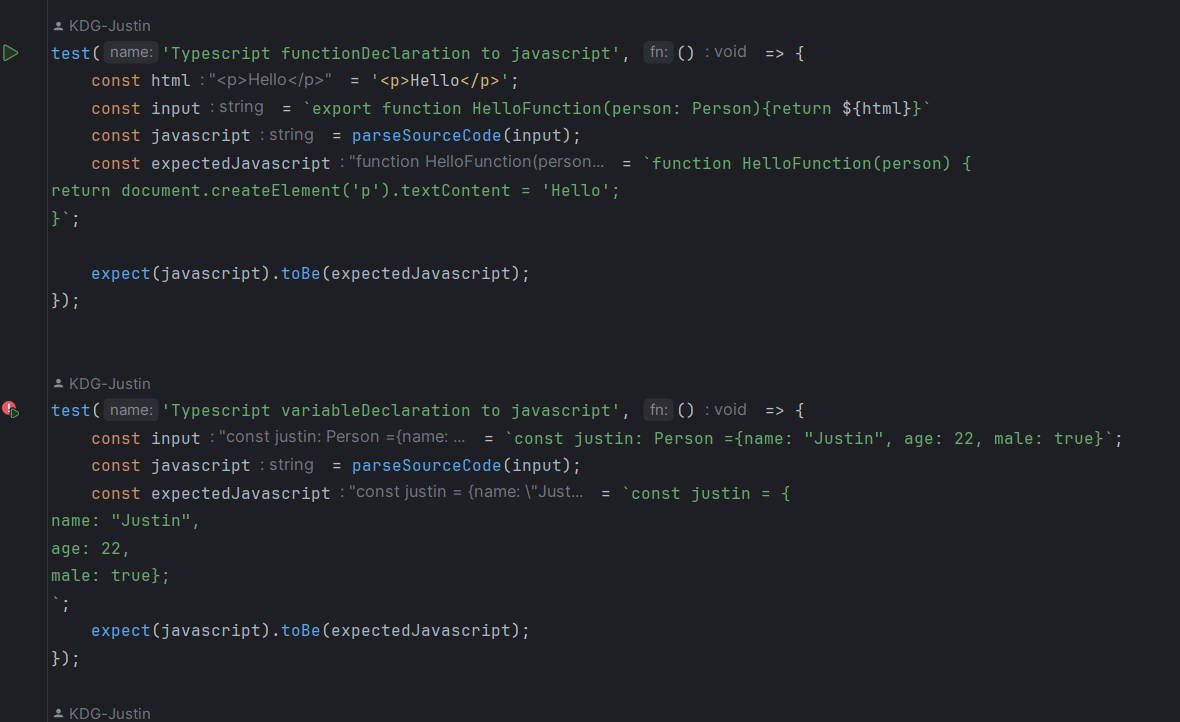 KDG-Justin
test( name: 'Typescript functionDeclaration to javascript', fn: () : void => {
    const html : "<p>Hello</p>" = '<p>Hello</p>';
    const input : string = `export function HelloFunction(person: Person){return ${html}}`
    const javascript : string = parseSourceCode(input);
    const expectedJavascript : "function HelloFunction(person... = `function HelloFunction(person) {
return document.createElement('p').textContent = 'Hello';
}`;
    expect(javascript).toBe(expectedJavascript);
});
KDG-Justin
test( name: 'Typescript variableDeclaration to javascript', fn: () : void => {
    const input : "const justin: Person ={name: ... = `const justin: Person ={name: "Justin", age: 22, male: true}`;
    const javascript : string = parseSourceCode(input);
    const expectedJavascript : "const justin = {name: \"Just... = `const justin = {
name: "Justin",
age: 22,
male: true};
`;
    expect(javascript).toBe(expectedJavascript);
});
KDG-Justin